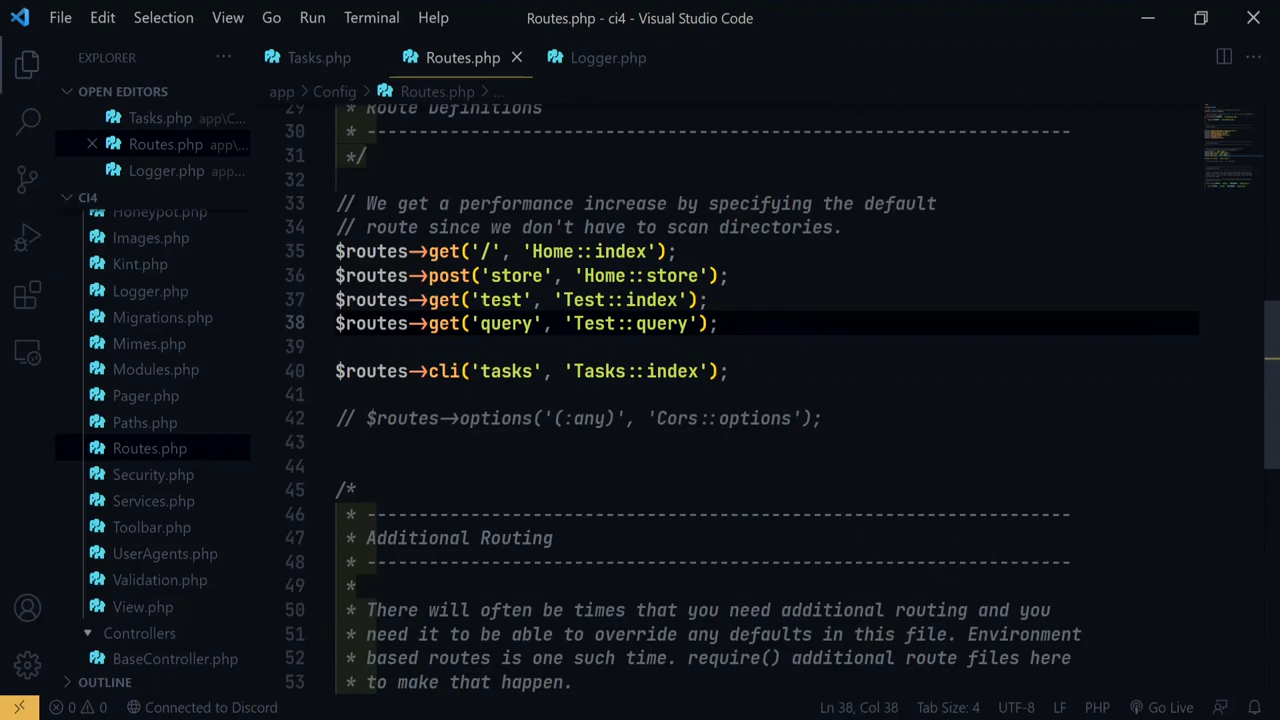 File Edit Selection View Go Run Terminal Help Routes.php - ci4 - Visual Studio Code
EXPLORER ... Tasks.php Routes.php Logger.php ...
OPEN EDITORS
Tasks.php app\C...
Routes.php app\...
Logger.php app...
CI4
Honeypot.php
Images.php
Kint.php
Logger.php
Migrations.php
Mimes.php
Modules.php
Pager.php
Paths.php
Routes.php
Security.php
Services.php
Toolbar.php
UserAgents.php
Validation.php
View.php
Controllers
BaseController.php
OUTLINE
app > Config > Routes.php > ...
29 * Route Definitions
30 * --------------------------------------------------------------------
31 */
32
33 // We get a performance increase by specifying the default
34 // route since we don't have to scan directories.
35 $routes->get('/', 'Home::index');
36 $routes->post('store', 'Home::store');
37 $routes->get('test', 'Test::index');
38 $routes->get('query', 'Test::query');
39
40 $routes->cli('tasks', 'Tasks::index');
41
42 // $routes->options('(:any)', 'Cors::options');
43
44
45 /*
46 * --------------------------------------------------------------------
47 * Additional Routing
48 * --------------------------------------------------------------------
49 *
50 * There will often be times that you need additional routing and you
51 * need it to be able to override any defaults in this file. Environment
52 * based routes is one such time. require() additional route files here
53 * to make that happen.
0 0 Connected to Discord Ln 38, Col 38 Tab Size: 4 UTF-8 LF PHP Go Live